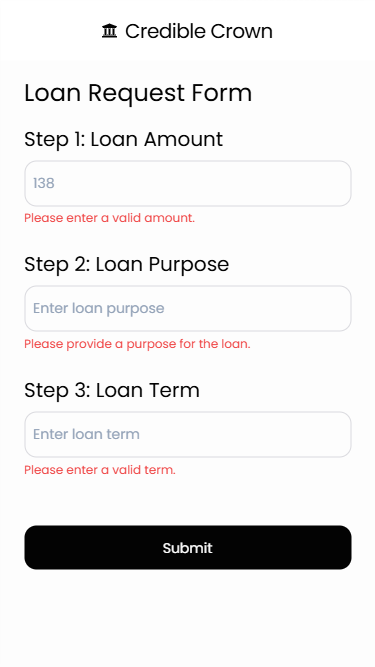 Credible Crown
Loan Request Form
Step 1: Loan Amount
138
Please enter a valid amount.
Step 2: Loan Purpose
Enter loan purpose
Please provide a purpose for the loan.
Step 3: Loan Term
Enter loan term
Please enter a valid term.
Submit